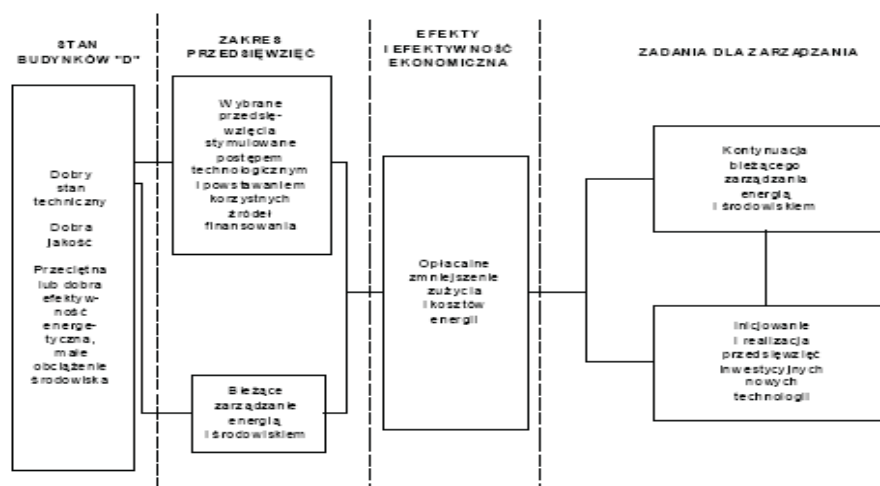 STAN
BUDYNKÓW "D"
ZAKRES
PRZEDSIĘWZIĘĆ
EFEKTY
I EFEKTYWNOŚĆ
EKONOMICZNA
ZADANIA DLA ZARZĄDZANIA
Dobry
stan
techniczny
Dobra
jakość
Przeciętna
lub dobra
efektyw-
ność
energe-
tyczna,
małe
obciążenie
środowiska
Wybrane
przedsię-
wzięcia
stymulowane
postępem
technologicznym
i powstawaniem
korzystnych
źródeł
finansowania
Bieżące
zarządzanie
energią
i środowiskiem
Opłacalne
zmniejszenie
zużycia
i kosztów
energii
Kontynuacja
bieżącego
zarządzania
energią
i środowiskiem
Inicjowanie
i realizacja
przedsięwzięć
inwestycyjnych
nowych
technologii